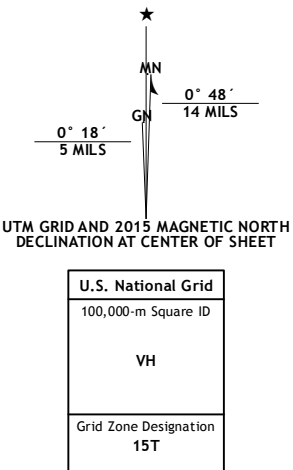 MN
0° 48´
14 MILS
GN
0° 18´
5 MILS
UTM GRID AND 2015 MAGNETIC NORTH
DECLINATION AT CENTER OF SHEET
U.S. National Grid
100,000-m Square ID
VH
Grid Zone Designation
15T